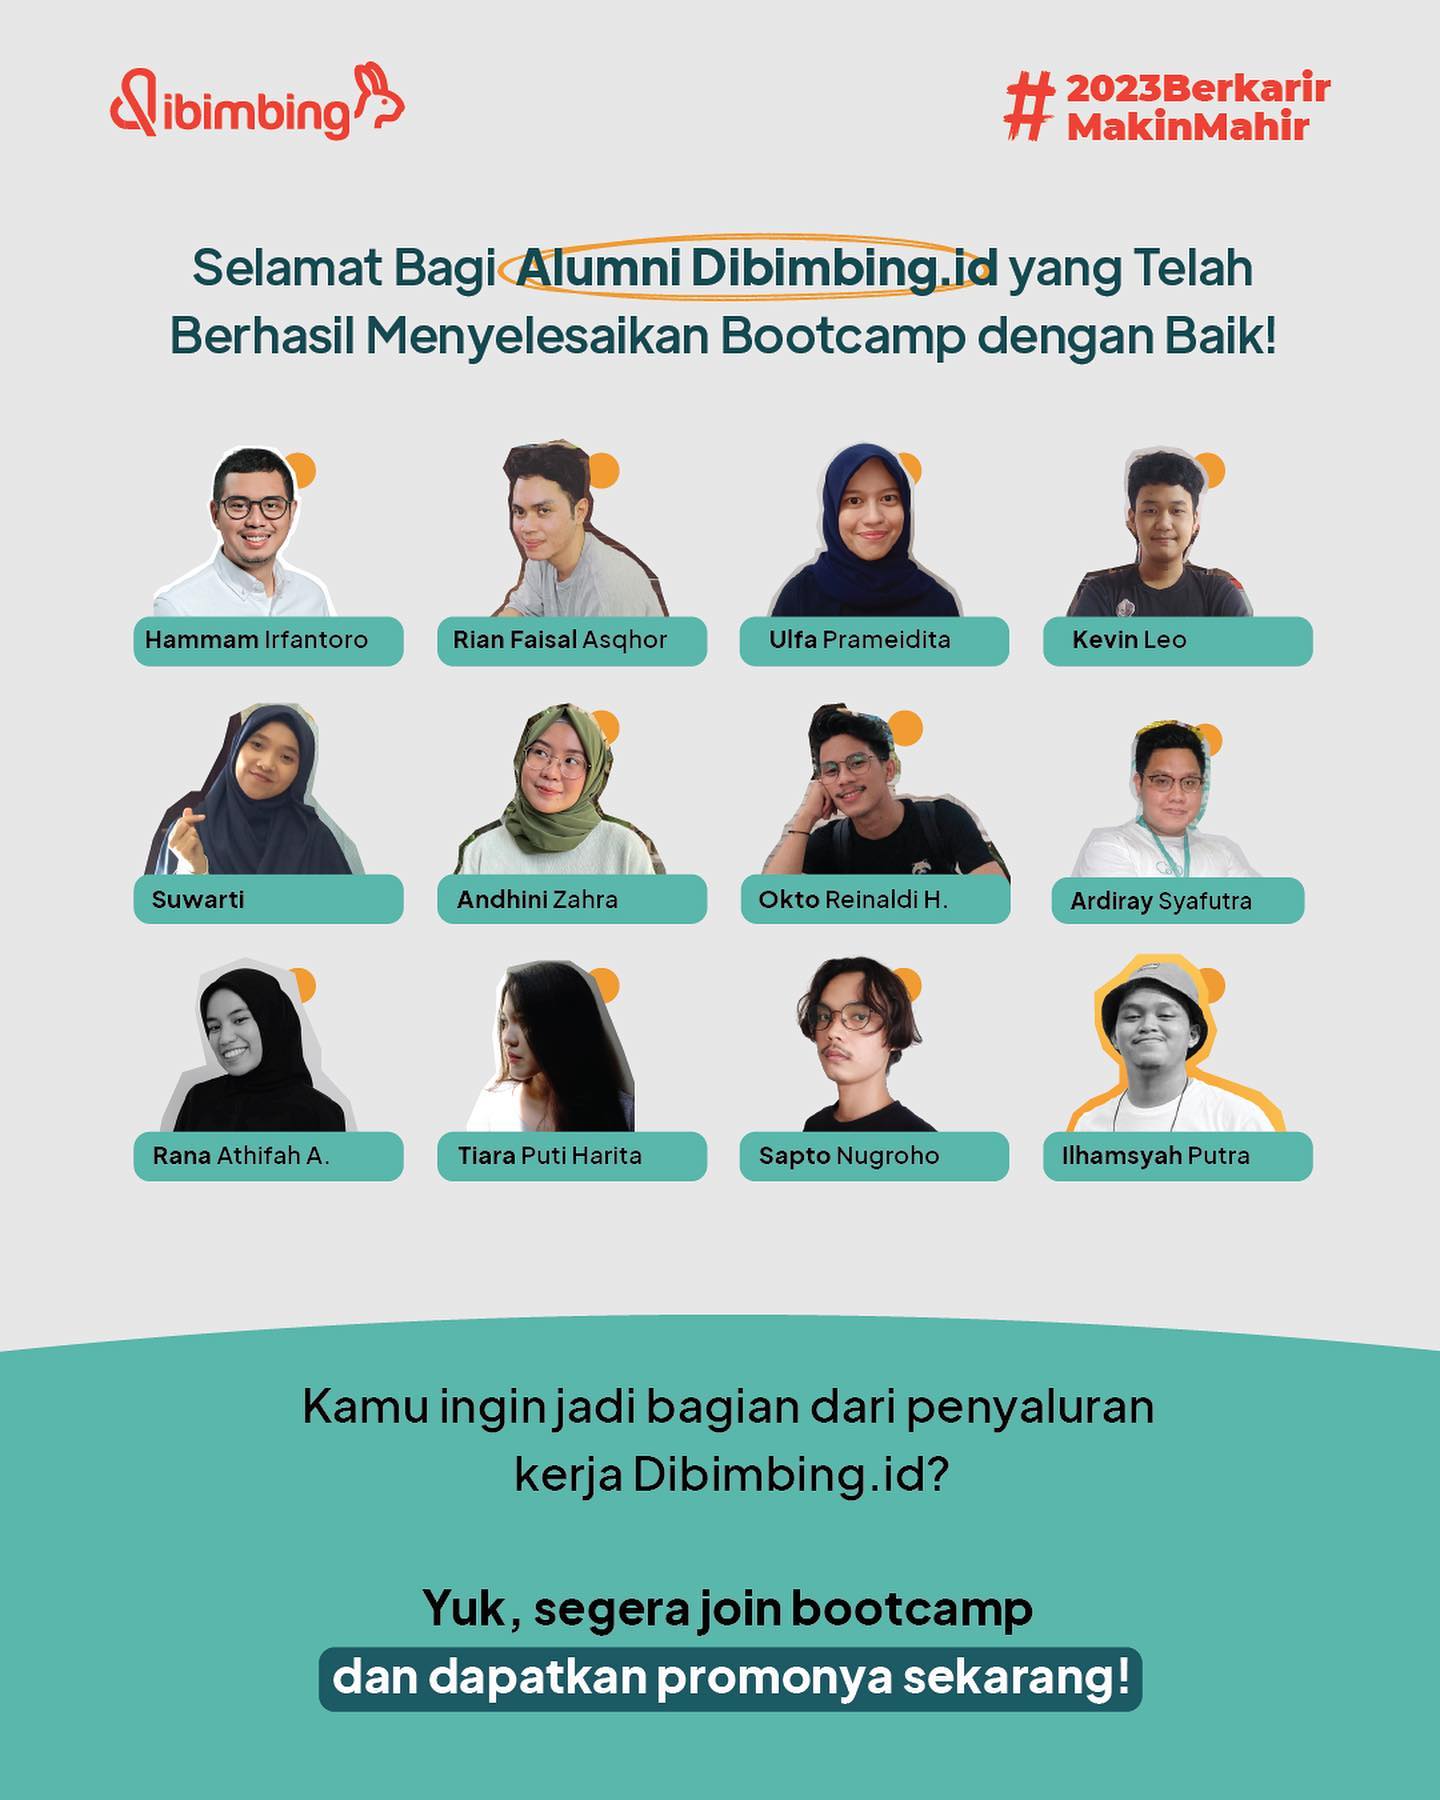 Dibimbing
#2023Berkarir
MakinMahir
Selamat Bagi Alumni Dibimbing.id yang Telah
Berhasil Menyelesaikan Bootcamp dengan Baik!
Hammam Irfantoro
Rian Faisal Asqhor
Ulfa Prameidita
Kevin Leo
Suwarti
Andhini Zahra
Okto Reinaldi H.
Ardiray Syafutra
Rana Athifah A.
Tiara Puti Harita
Sapto Nugroho
Ilhamsyah Putra
Kamu ingin jadi bagian dari penyaluran
kerja Dibimbing.id?
Yuk, segera join bootcamp
dan dapatkan promonya sekarang!